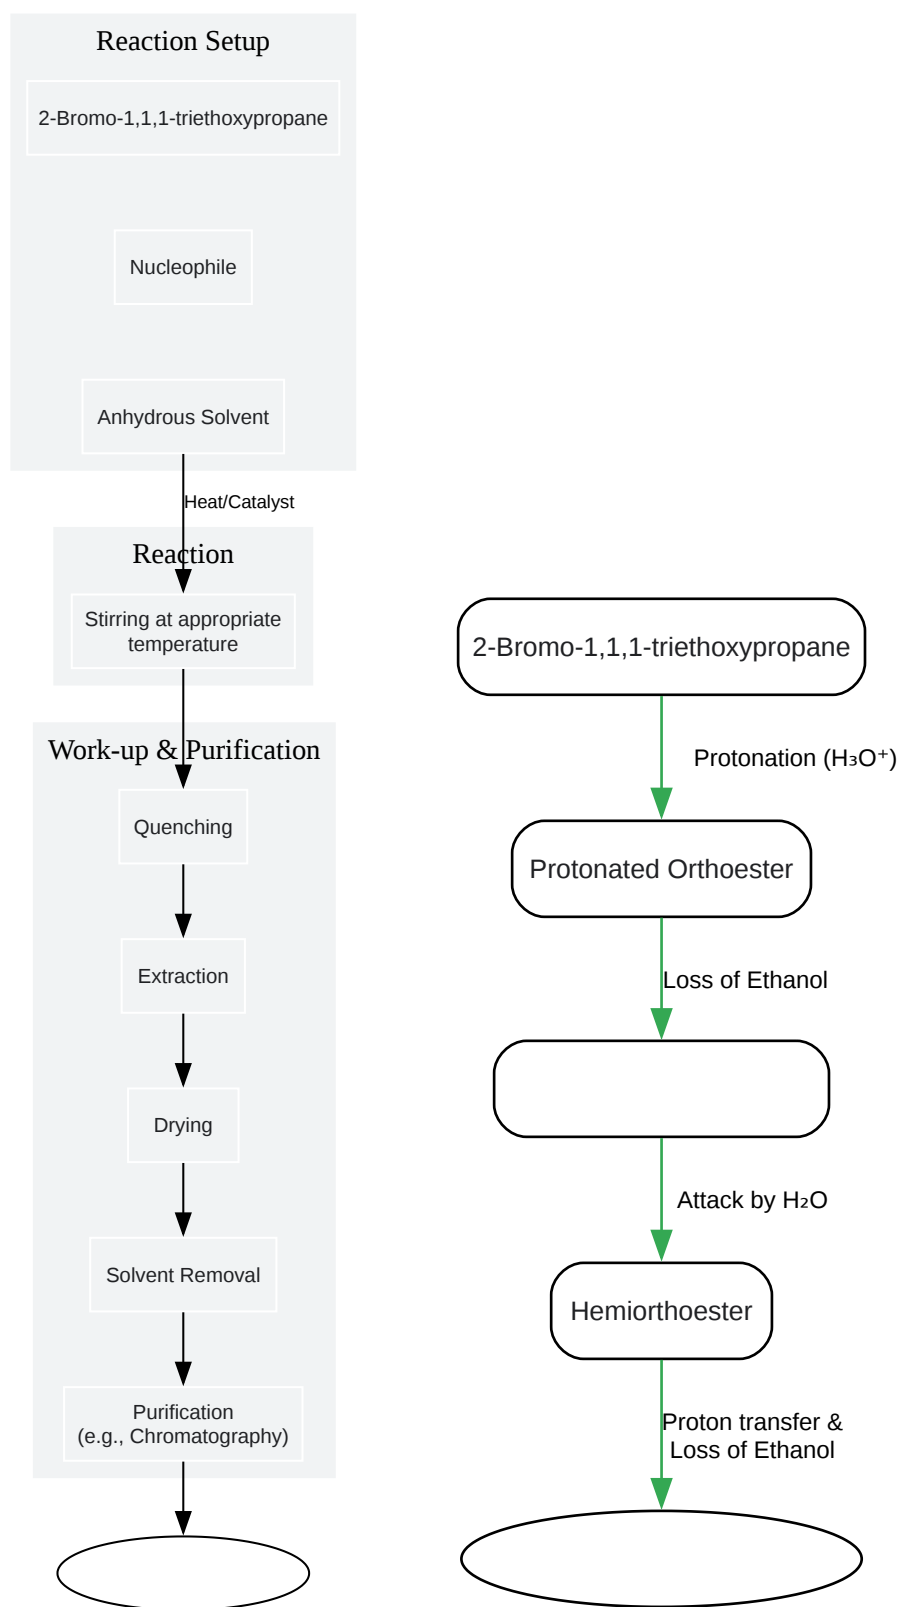 Reaction Setup
2-Bromo-1,1,1-triethoxypropane
Nucleophile
Anhydrous Solvent
Heat/Catalyst
Reaction
Stirring at appropriate
temperature
Work-up & Purification
Quenching
Extraction
Drying
Solvent Removal
Purification
(e.g., Chromatography)
2-Bromo-1,1,1-triethoxypropane
Protonation (H₃O⁺)
Protonated Orthoester
Loss of Ethanol
Attack by H₂O
Hemiorthoester
Proton transfer &
Loss of Ethanol